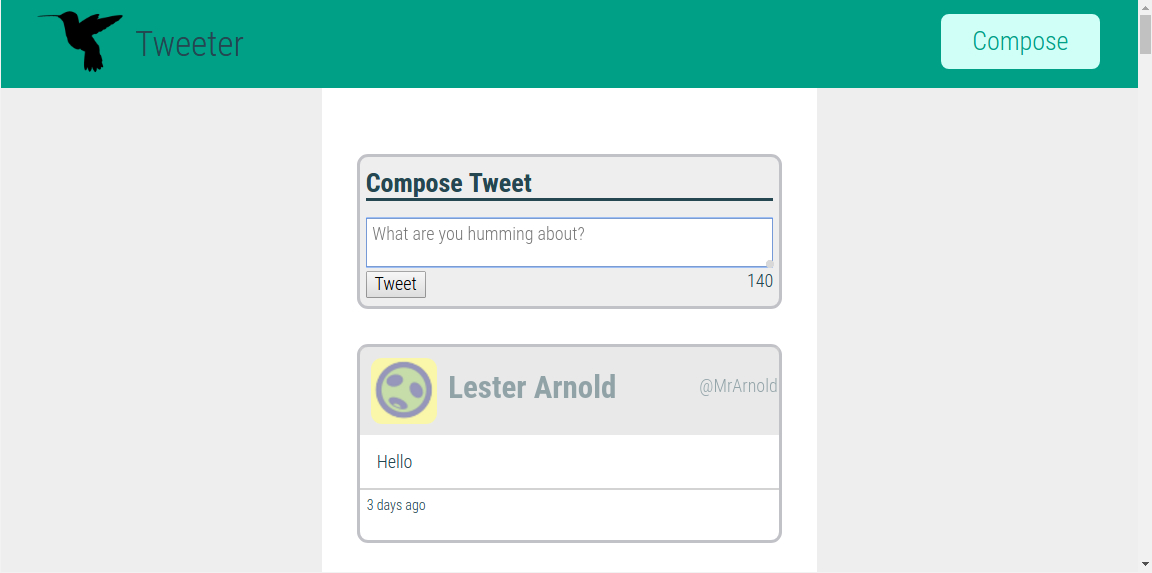 Tweeter
Compose
Compose Tweet
What are you humming about?
Tweet
140
Lester Arnold
@MrArnold
Hello
3 days ago